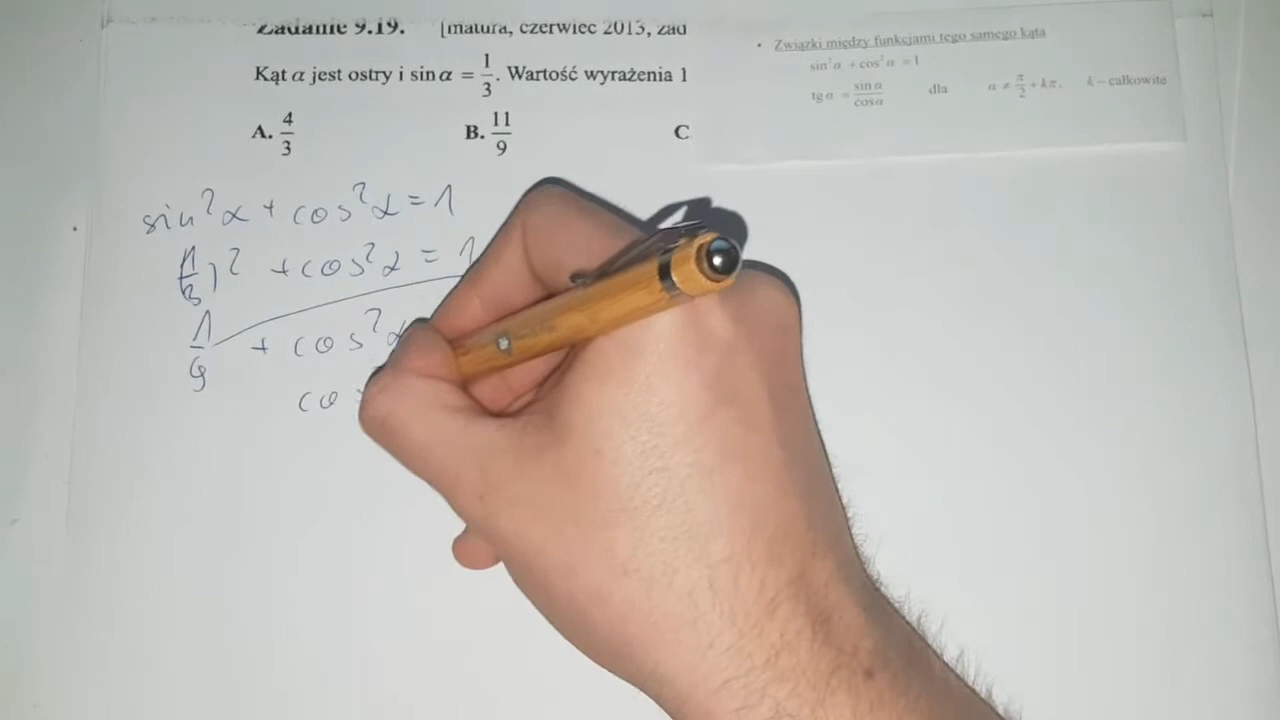 Zadanie 9.19. [matura, czerwiec 2013, zad
Kąt α jest ostry i sin α = 1/3. Wartość wyrażenia 1
A. 4/3 B. 11/9 C
• Związki między funkcjami tego samego kąta
sin²α + cos²α = 1
tg α = sin α / cos α dla α ≠ π/2 + kπ, k – całkowite
sin²α + cos²α = 1
(1/3)² + cos²α = 1
1/9 + cos²α
co